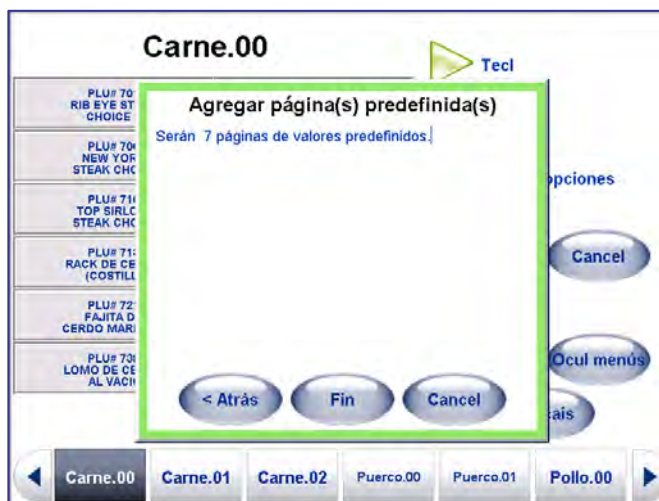 Carne.00
Tecl
PLU# 70
RIB EYE ST
CHOICE
PLU# 70
NEW YOR
STEAK CHO
PLU# 71
TOP SIRLO
STEAK CHO
PLU# 71
RACK DE CE
(COSTILL
PLU# 72
FAJITA D
CERDO MAR
PLU# 73
LOMO DE CE
AL VACI
Agregar página(s) predefinida(s)
Serán 7 páginas de valores predefinidos.
< Atrás
Fin
Cancel
opciones
Cancel
Ocul menús
cais
Carne.00
Carne.01
Carne.02
Puerco.00
Puerco.01
Pollo.00